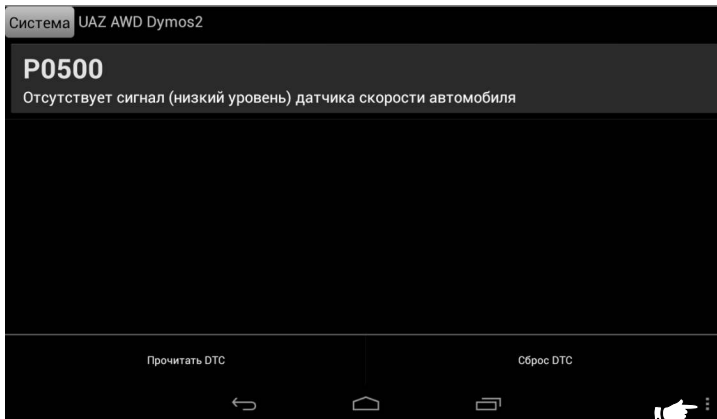 Система UAZ AWD Dymos2
P0500
Отсутствует сигнал (низкий уровень) датчика скорости автомобиля
Прочитать DTC Сброс DTC